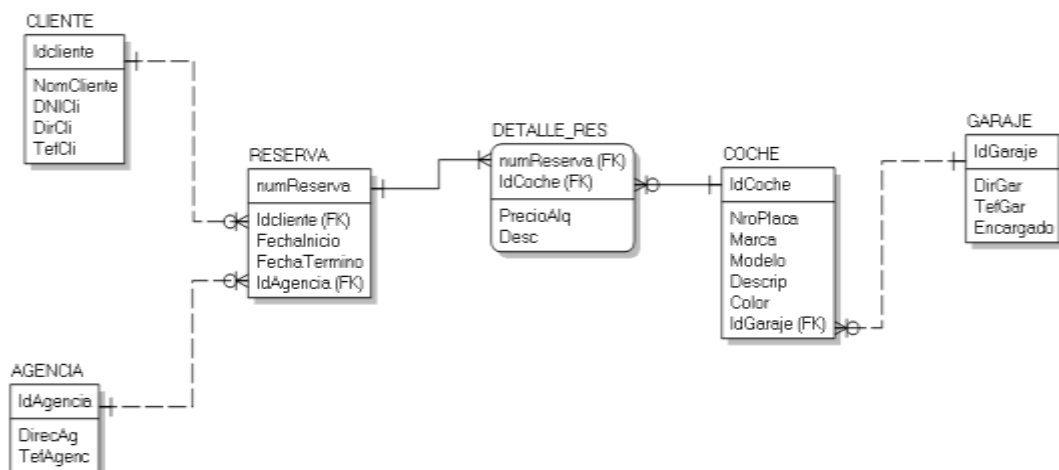 CLIENTE
Idcliente
NomCliente
DNICli
DirCli
TefCli
RESERVA
numReserva
Idcliente (FK)
FechaInicio
FechaTermino
IdAgencia (FK)
DETALLE_RES
numReserva (FK)
IdCoche (FK)
PrecioAlq
Desc
COCHE
IdCoche
NroPlaca
Marca
Modelo
Descrip
Color
IdGaraje (FK)
GARAJE
IdGaraje
DirGar
TefGar
Encargado
AGENCIA
IdAgencia
DirecAg
TefAgenc